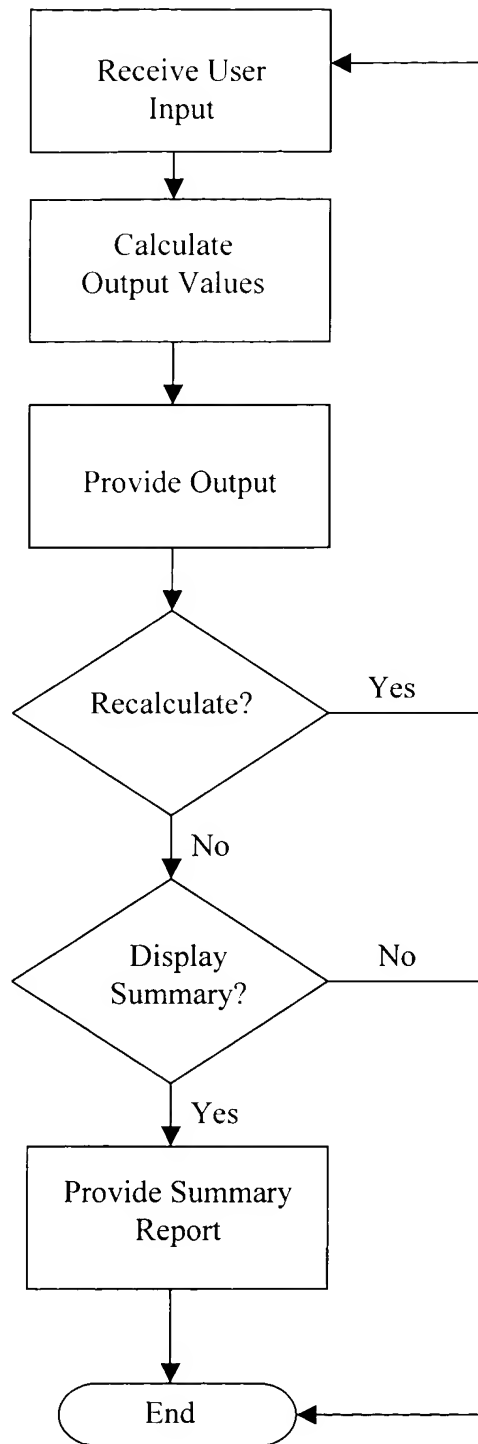 Receive User
Input
Calculate
Output Values
Provide Output
Recalculate?
Yes
No
Display
Summary?
No
Yes
Provide Summary
Report
End